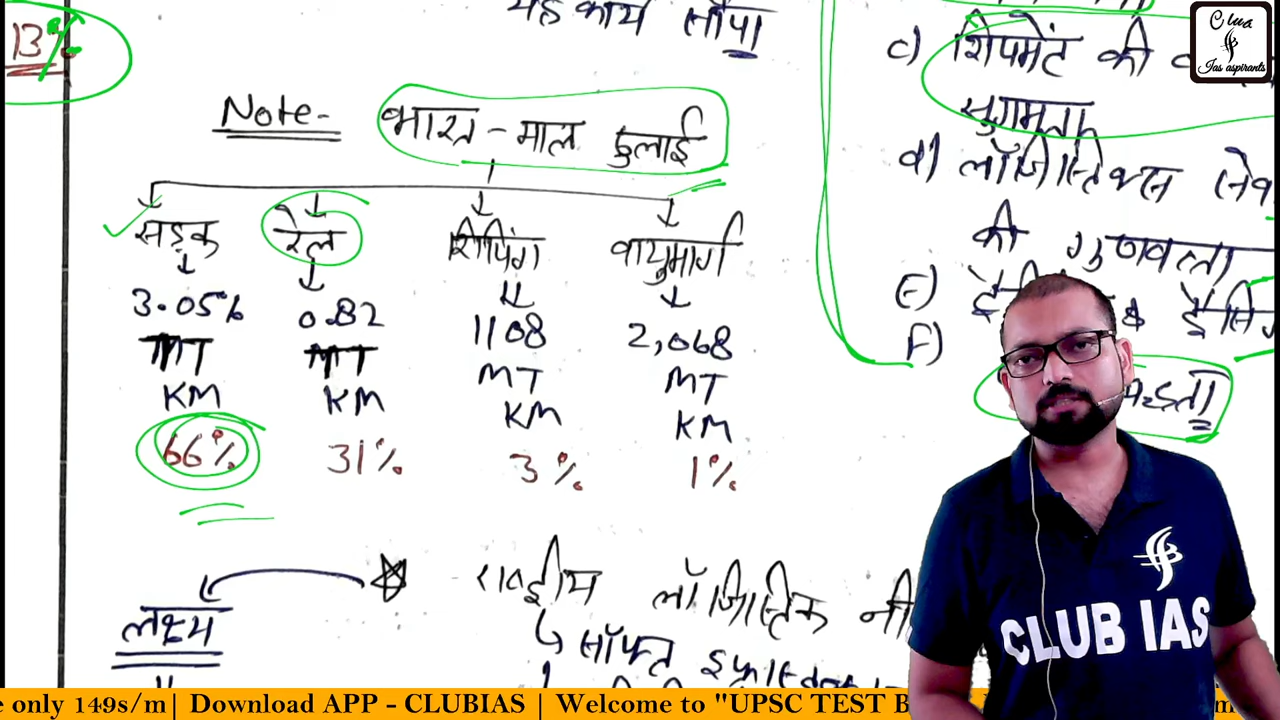 13%
यह कार्य सौंपा
Note- भारत - माल ढुलाई
सड़क रेल शिपिंग वायुमार्ग
3.05% 0.82 1108 2,068
MT MT MT MT
KM KM KM KM
66% 31% 3% 1%
राष्ट्रीय लॉजिस्टिक
लक्ष्य
सॉफ्ट
c) शिपमेंट की
सुगमता
d) लॉजिस्टिक्स
की गुणवत्ता
E)
F)
Club
Ias aspirants
CLUB IAS
e only 149s/m| Download APP - CLUBIAS | Welcome to "UPSC TEST B